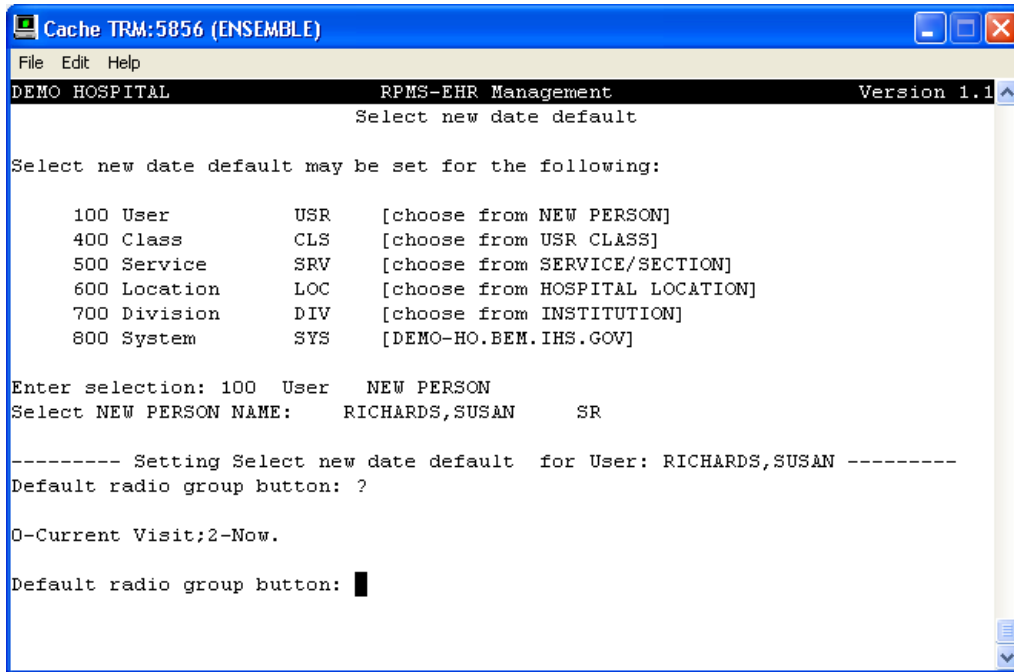 Cache TRM:5856 (ENSEMBLE)
File Edit Help
DEMO HOSPITAL RPMS-EHR Management Version 1.1
Select new date default
Select new date default may be set for the following:
100 User USR [choose from NEW PERSON]
400 Class CLS [choose from USR CLASS]
500 Service SRV [choose from SERVICE/SECTION]
600 Location LOC [choose from HOSPITAL LOCATION]
700 Division DIV [choose from INSTITUTION]
800 System SYS [DEMO-HO.BEM.IHS.GOV]
Enter selection: 100 User NEW PERSON
Select NEW PERSON NAME: RICHARDS,SUSAN SR
--------- Setting Select new date default for User: RICHARDS,SUSAN ---------
Default radio group button: ?
0-Current Visit;2-Now.
Default radio group button: